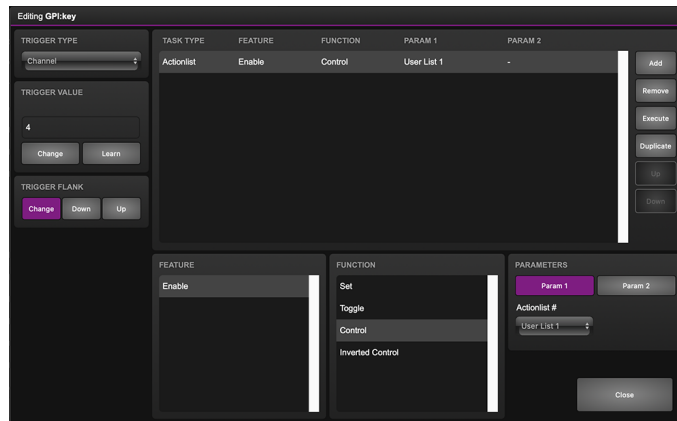 Editing GPI:key
TRIGGER TYPE
Channel
TRIGGER VALUE
4
Change Learn
TRIGGER FLANK
Change Down Up
TASK TYPE FEATURE FUNCTION PARAM 1 PARAM 2
Actionlist Enable Control User List 1 -
Add
Remove
Execute
Duplicate
Up
Down
FEATURE
Enable
FUNCTION
Set
Toggle
Control
Inverted Control
PARAMETERS
Param 1 Param 2
Actionlist #
User List 1
Close